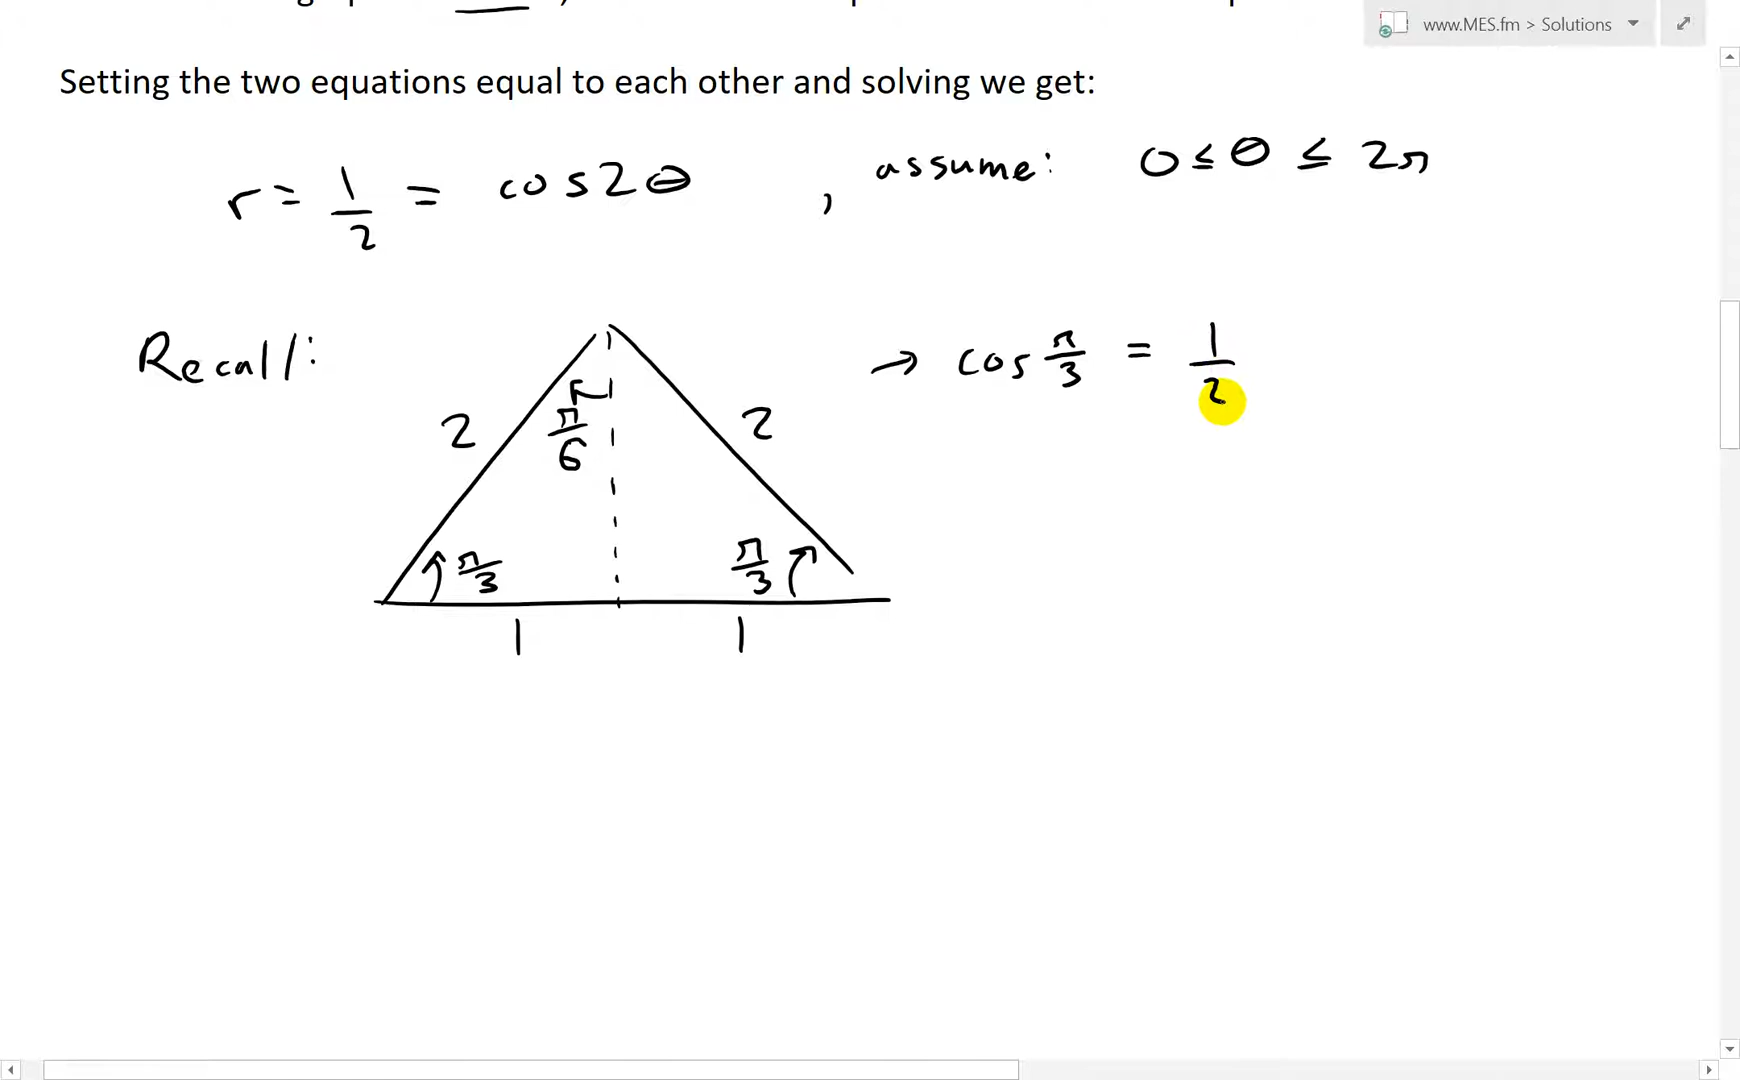 www.MES.fm > Solutions
Setting the two equations equal to each other and solving we get:
r = 1/2 = cos2θ , assume: 0 ≤ θ ≤ 2π
Recall: → cos π/3 = 1/2
2 π/6 2
π/3 π/3
1 1